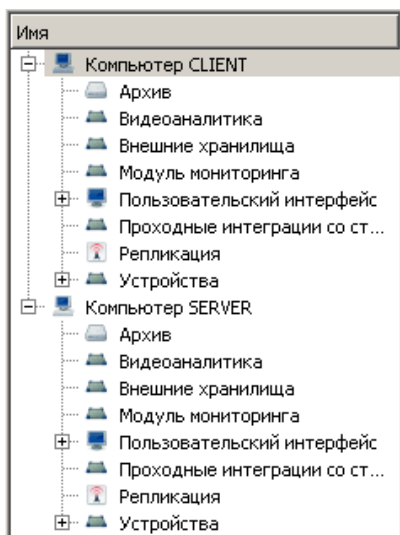 Имя
Компьютер CLIENT
Архив
Видеоаналитика
Внешние хранилища
Модуль мониторинга
Пользовательский интерфейс
Проходные интеграции со ст...
Репликация
Устройства
Компьютер SERVER
Архив
Видеоаналитика
Внешние хранилища
Модуль мониторинга
Пользовательский интерфейс
Проходные интеграции со ст...
Репликация
Устройства